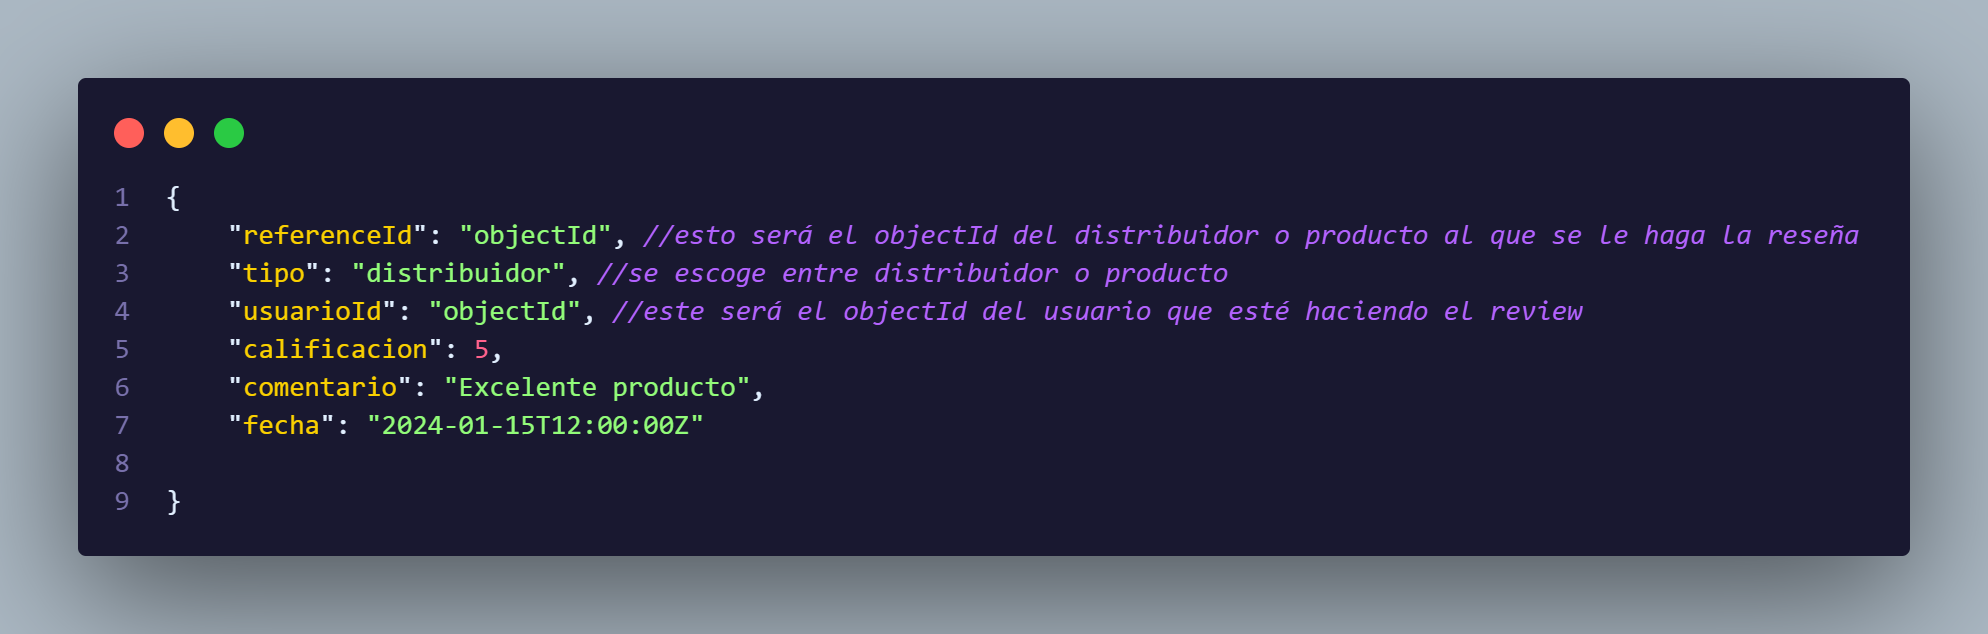 1 {
2 "referenceId": "objectId", //esto será el objectId del distribuidor o producto al que se le haga la reseña
3 "tipo": "distribuidor", //se escoge entre distribuidor o producto
4 "usuarioId": "objectId", //este será el objectId del usuario que esté haciendo el review
5 "calificacion": 5,
6 "comentario": "Excelente producto",
7 "fecha": "2024-01-15T12:00:00Z"
8
9 }